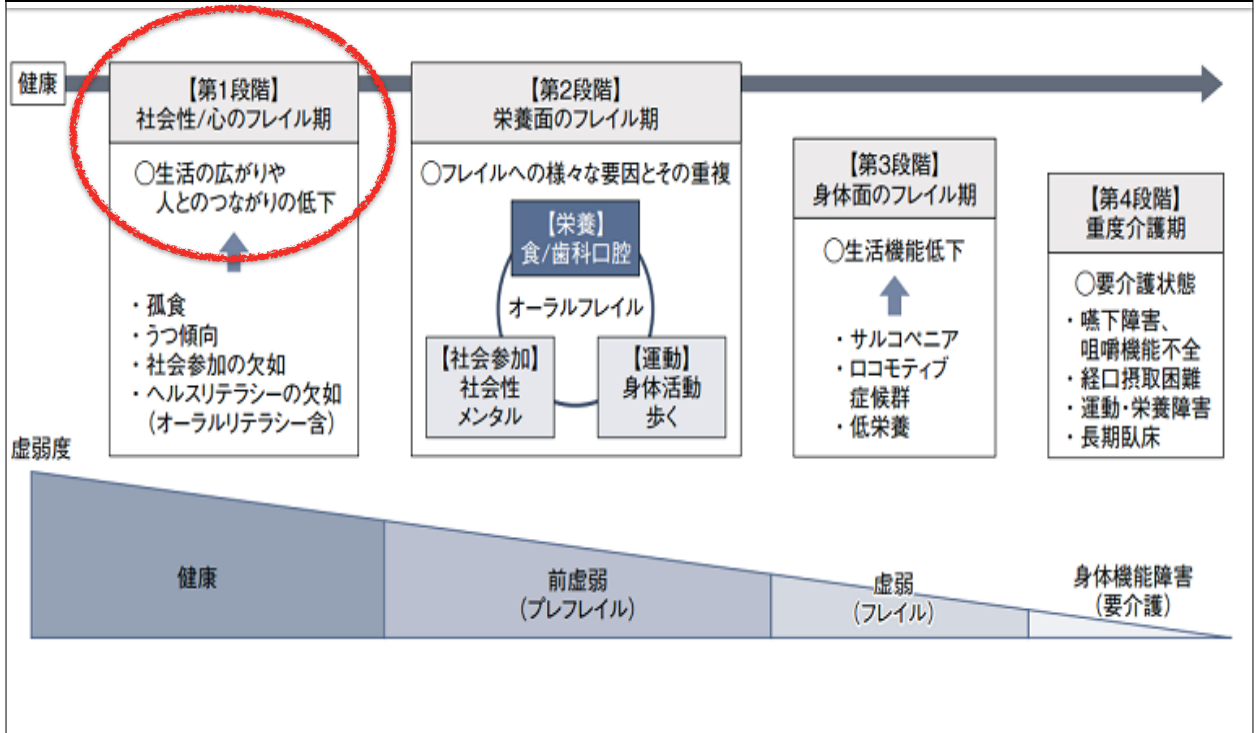 健康
【第1段階】
社会性/心のフレイル期
○生活の広がりや
人とのつながりの低下
・孤食
・うつ傾向
・社会参加の欠如
・ヘルスリテラシーの欠如
(オーラルリテラシー含)
【第2段階】
栄養面のフレイル期
○フレイルへの様々な要因とその重複
【栄養】
食/歯科口腔
オーラルフレイル
【社会参加】
社会性
メンタル
【運動】
身体活動
歩く
【第3段階】
身体面のフレイル期
○生活機能低下
・サルコペニア
・ロコモティブ
症候群
・低栄養
【第4段階】
重度介護期
○要介護状態
・嚥下障害、
咀嚼機能不全
・経口摂取困難
・運動・栄養障害
・長期臥床
虚弱度
健康
前虚弱
(プレフレイル)
虚弱
(フレイル)
身体機能障害
(要介護)